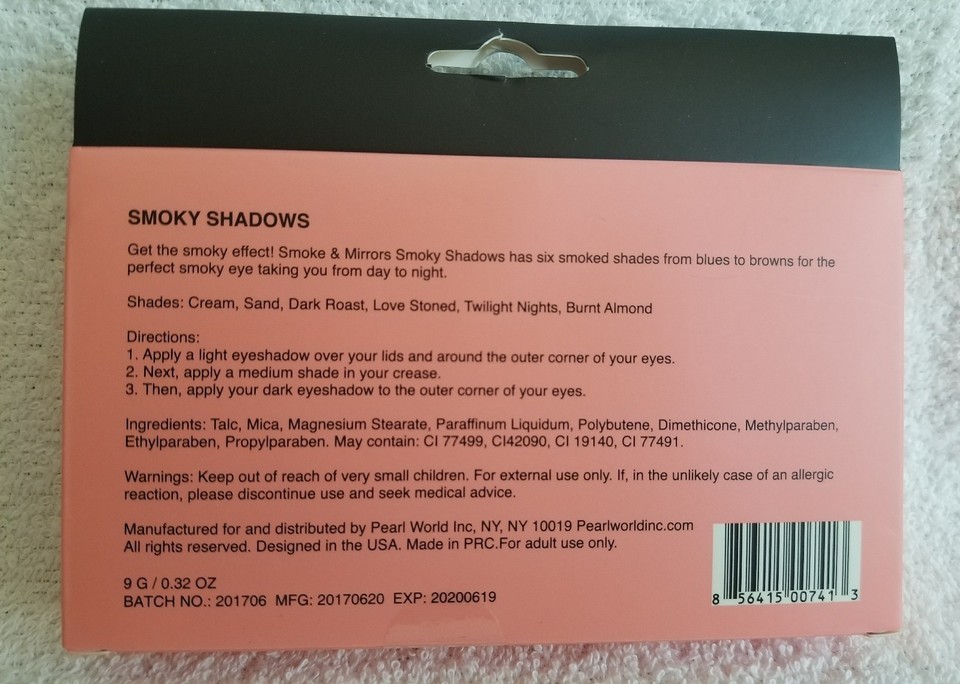 SMOKY SHADOWS
Get the smoky effect! Smoke & Mirrors Smoky Shadows has six smoked shades from blues to browns for the
perfect smoky eye taking you from day to night.
Shades: Cream, Sand, Dark Roast, Love Stoned, Twilight Nights, Burnt Almond
Directions:
1. Apply a light eyeshadow over your lids and around the outer corner of your eyes.
2. Next, apply a medium shade in your crease.
3. Then, apply your dark eyeshadow to the outer corner of your eyes.
Ingredients: Talc, Mica, Magnesium Stearate, Paraffinum Liquidum, Polybutene, Dimethicone, Methylparaben,
Ethylparaben, Propylparaben. May contain: CI 77499, CI42090, CI 19140, CI 77491.
Warnings: Keep out of reach of very small children. For external use only. If, in the unlikely case of an allergic
reaction, please discontinue use and seek medical advice.
Manufactured for and distributed by Pearl World Inc, NY, NY 10019 Pearlworldinc.com
All rights reserved. Designed in the USA. Made in PRC.For adult use only.
9 G / 0.32 OZ
BATCH NO.: 201706 MFG: 20170620 EXP: 20200619
8 56415 00741 3